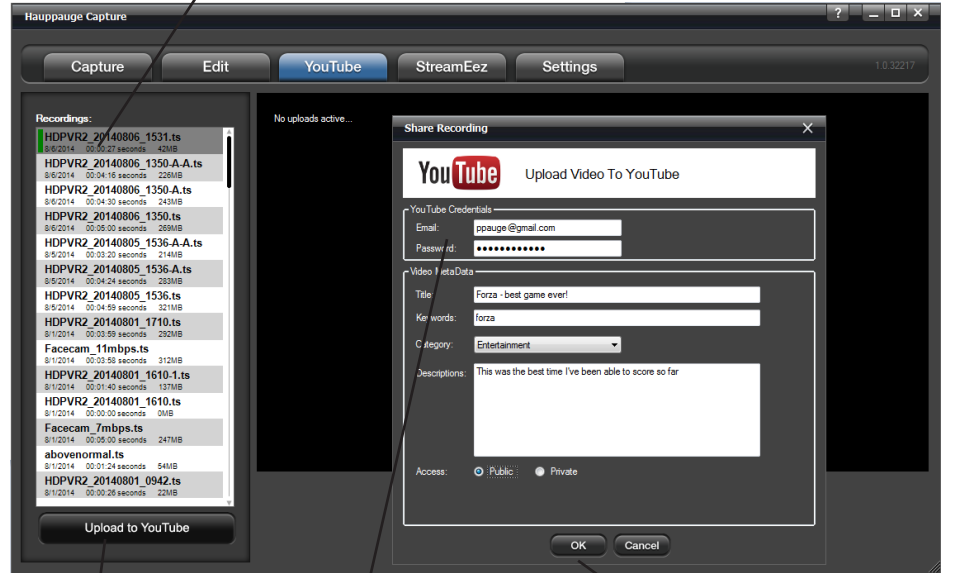 Hauppauge Capture
?
Capture Edit YouTube StreamEez Settings 1.0.32217
Recordings:
HDPVR2_20140806_1531.ts
8/6/2014 00:00:27 seconds 42MB
HDPVR2_20140806_1350-A-A.ts
8/6/2014 00:04:16 seconds 226MB
HDPVR2_20140806_1350-A.ts
8/6/2014 00:04:30 seconds 243MB
HDPVR2_20140806_1350.ts
8/6/2014 00:05:00 seconds 269MB
HDPVR2_20140805_1536-A-A.ts
8/5/2014 00:03:20 seconds 214MB
HDPVR2_20140805_1536-A.ts
8/5/2014 00:04:24 seconds 283MB
HDPVR2_20140805_1536.ts
8/5/2014 00:04:59 seconds 321MB
HDPVR2_20140801_1710.ts
8/1/2014 00:03:59 seconds 292MB
Facecam_11mbps.ts
8/1/2014 00:03:58 seconds 312MB
HDPVR2_20140801_1610-1.ts
8/1/2014 00:01:40 seconds 137MB
HDPVR2_20140801_1610.ts
8/1/2014 00:00:00 seconds 0MB
Facecam_7mbps.ts
8/1/2014 00:05:00 seconds 247MB
abovenormal.ts
8/1/2014 00:01:24 seconds 54MB
HDPVR2_20140801_0942.ts
8/1/2014 00:00:26 seconds 22MB
Upload to YouTube
No uploads active...
Share Recording
YouTube Upload Video To YouTube
YouTube Credentials
Email: ppauge@gmail.com
Password:
Video MetaData
Title: Forza - best game ever!
Keywords: forza
Category: Entertainment
Descriptions: This was the best time I've been able to score so far
Access: Public Private
OK Cancel